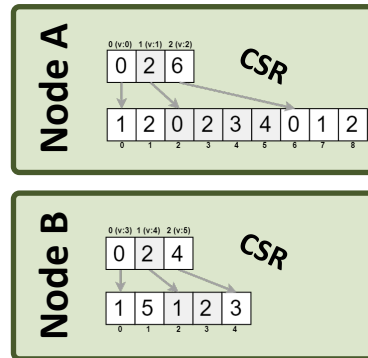 Node A
0 (v:0) 1 (v:1) 2 (v:2)
0 2 6
CSR
1 2 0 2 3 4 0 1 2
0 1 2 3 4 5 6 7 8
Node B
0 (v:3) 1 (v:4) 2 (v:5)
0 2 4
CSR
1 5 1 2 3
0 1 2 3 4